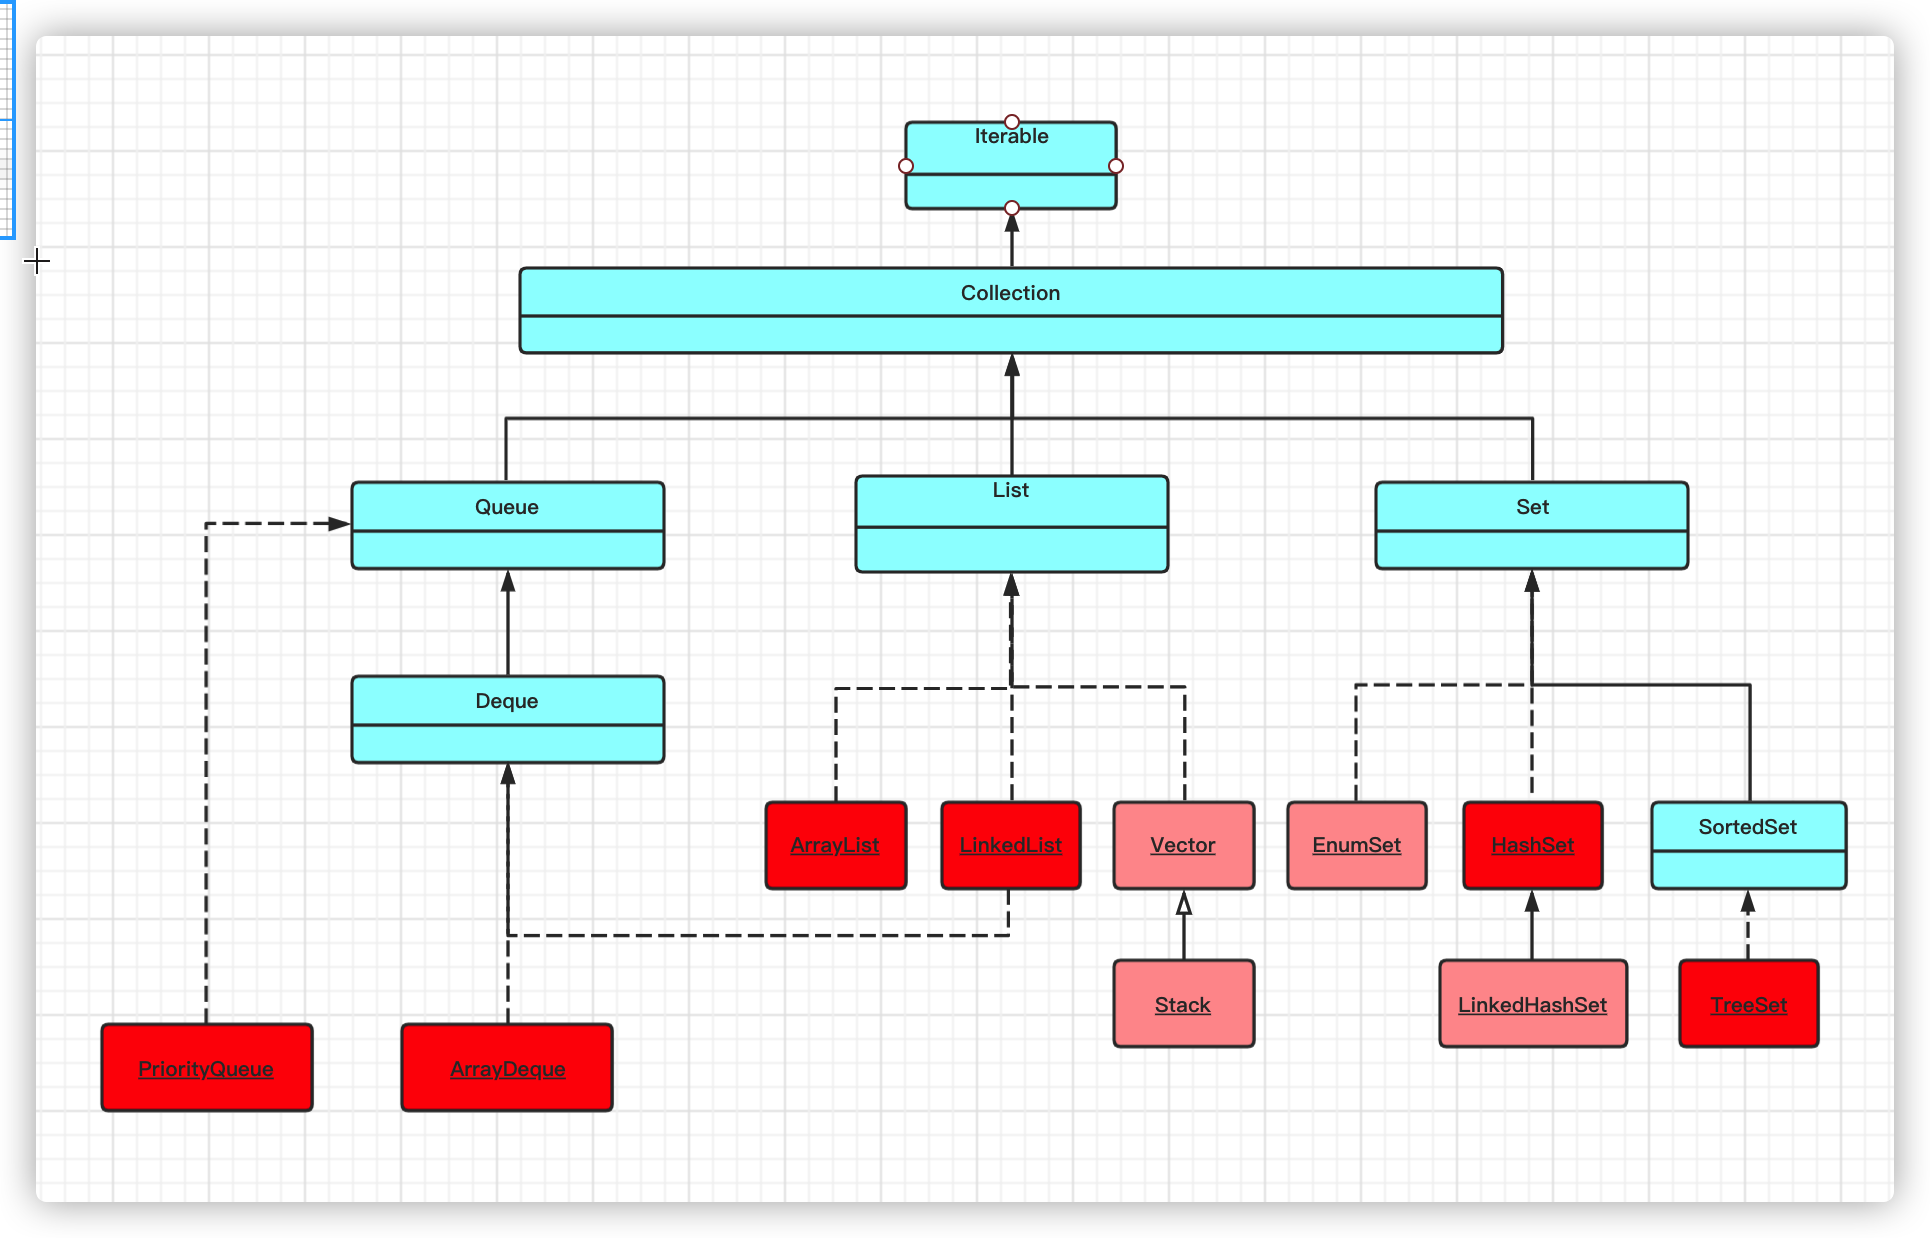 Iterable
Collection
Queue
List
Set
Deque
ArrayList
LinkedList
Vector
EnumSet
HashSet
SortedSet
Stack
LinkedHashSet
TreeSet
PriorityQueue
ArrayDeque